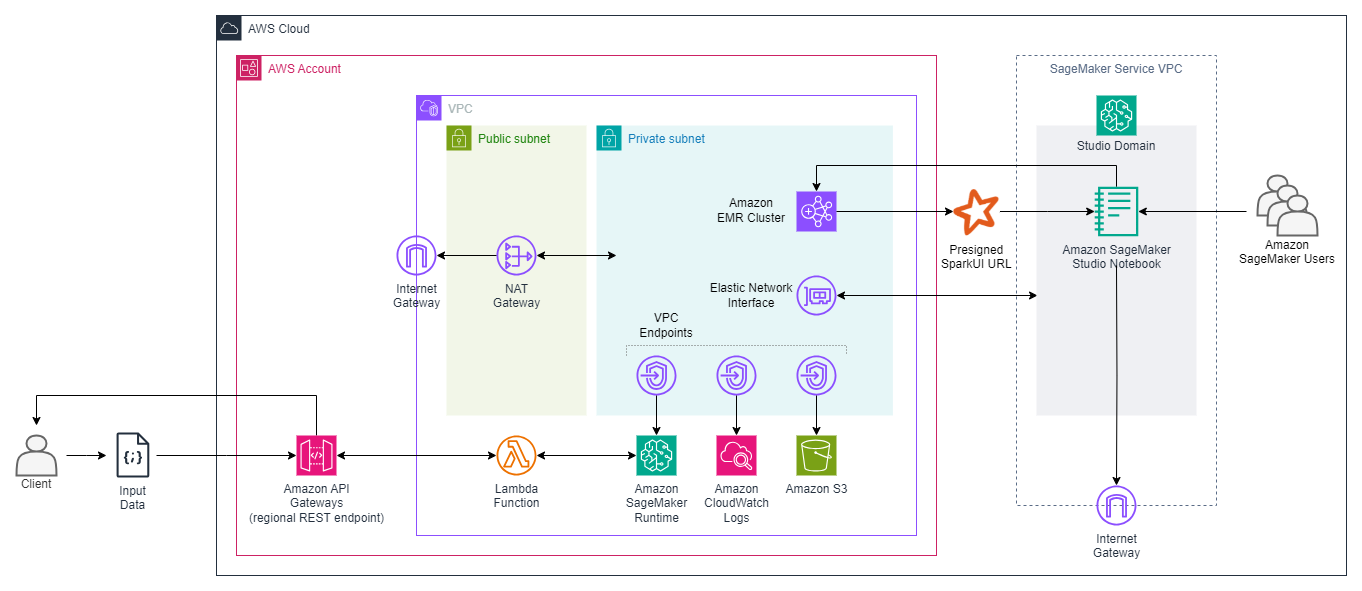 AWS Cloud
AWS Account
SageMaker Service VPC
VPC
Public subnet
Private subnet
Studio Domain
Amazon
EMR Cluster
Presigned
SparkUI URL
Amazon SageMaker
Studio Notebook
Amazon
SageMaker Users
Internet
Gateway
NAT
Gateway
Elastic Network
Interface
VPC
Endpoints
Client
{;}
Input
Data
</>
Amazon API
Gateways
(regional REST endpoint)
Lambda
Function
Amazon
SageMaker
Runtime
Amazon
CloudWatch
Logs
Amazon S3
Internet
Gateway